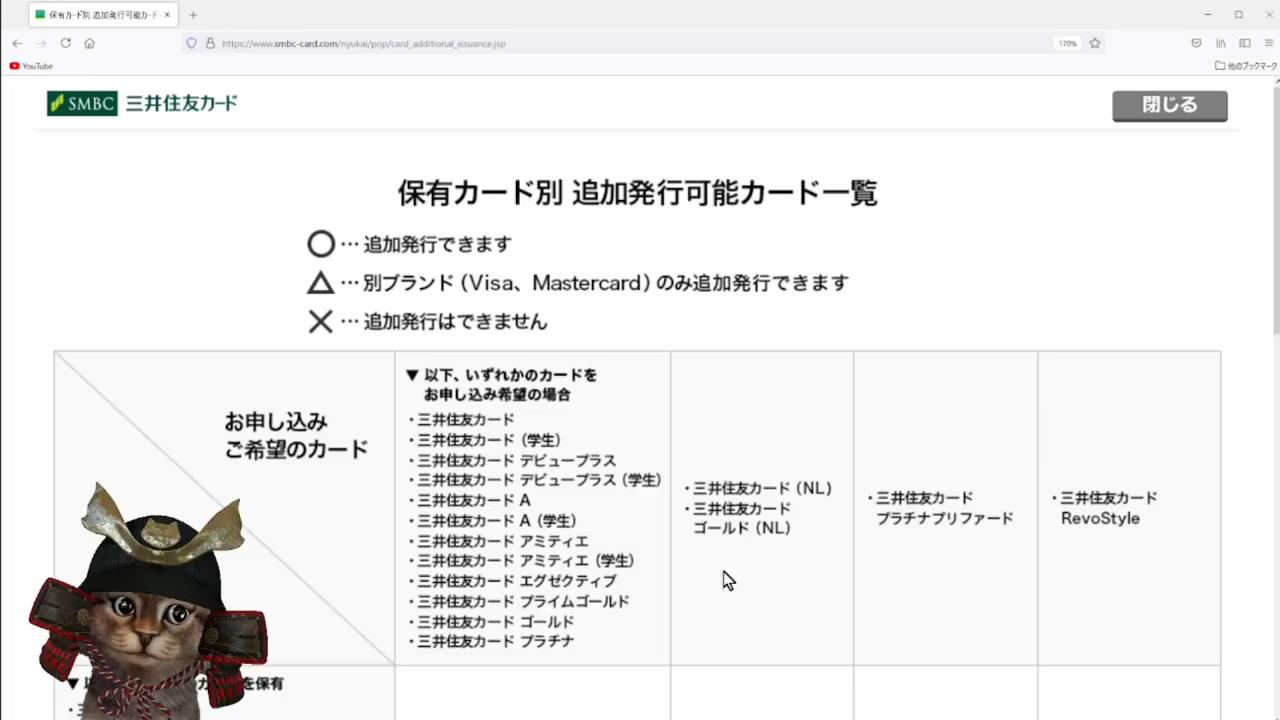 保有カード別 追加発行可能カード
https://www.smbc-card.com/nyukai/pop/card_additional_issuance.jsp
170%
YouTube
他のブックマーク
SMBC 三井住友カード
閉じる
保有カード別 追加発行可能カード一覧
○ … 追加発行できます
△ … 別ブランド（Visa、Mastercard）のみ追加発行できます
✕ … 追加発行はできません
お申し込み
ご希望のカード
▼ 以下、いずれかのカードを
お申し込み希望の場合
・三井住友カード
・三井住友カード（学生）
・三井住友カード デビュープラス
・三井住友カード デビュープラス（学生）
・三井住友カード A
・三井住友カード A（学生）
・三井住友カード アミティエ
・三井住友カード アミティエ（学生）
・三井住友カード エグゼクティブ
・三井住友カード プライムゴールド
・三井住友カード ゴールド
・三井住友カード プラチナ
・三井住友カード（NL）
・三井住友カード
ゴールド（NL）
・三井住友カード
プラチナプリファード
・三井住友カード
RevoStyle
を保有